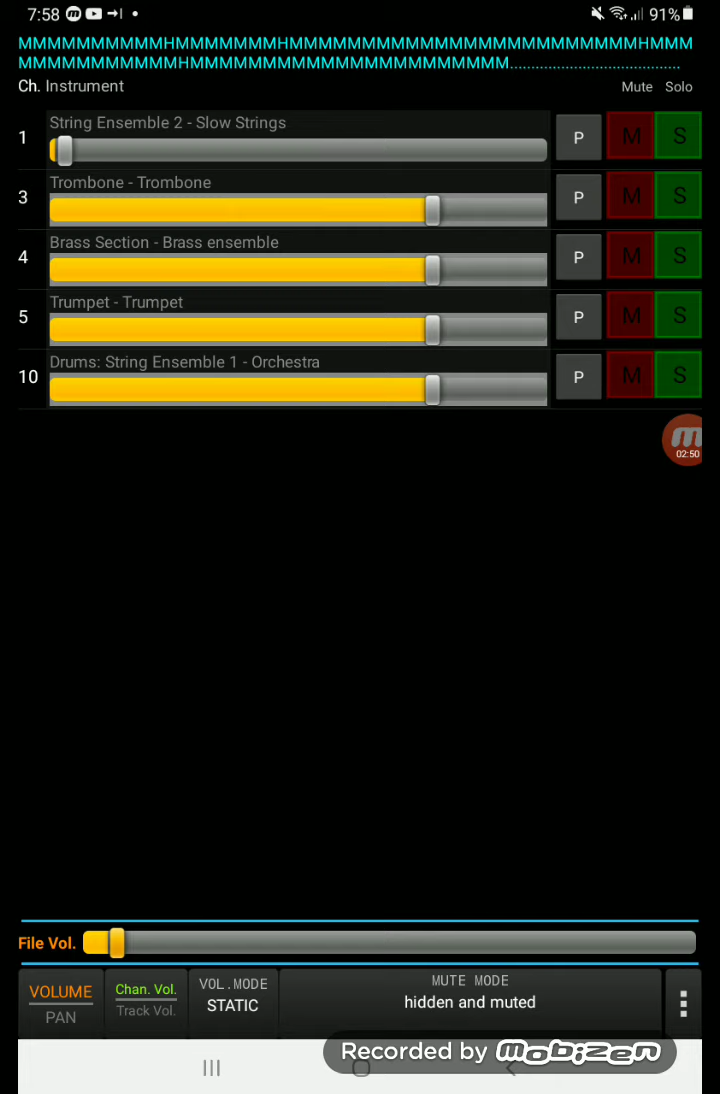 7:58 91%
MMMMMMMMMMHMMMMMMMHMMMMMMMMMMMMMMMMMMMMMMMMHMMM
MMMMMMMMMMMHMMMMMMMMMMMMMMMMMMMMMM........................................
Ch. Instrument Mute Solo
String Ensemble 2 - Slow Strings
1 P M S
Trombone - Trombone
3 P M S
Brass Section - Brass ensemble
4 P M S
Trumpet - Trumpet
5 P M S
Drums: String Ensemble 1 - Orchestra
10 P M S
02:50
File Vol.
VOLUME Chan. Vol. VOL.MODE MUTE MODE
PAN Track Vol. STATIC hidden and muted
Recorded by mobizen